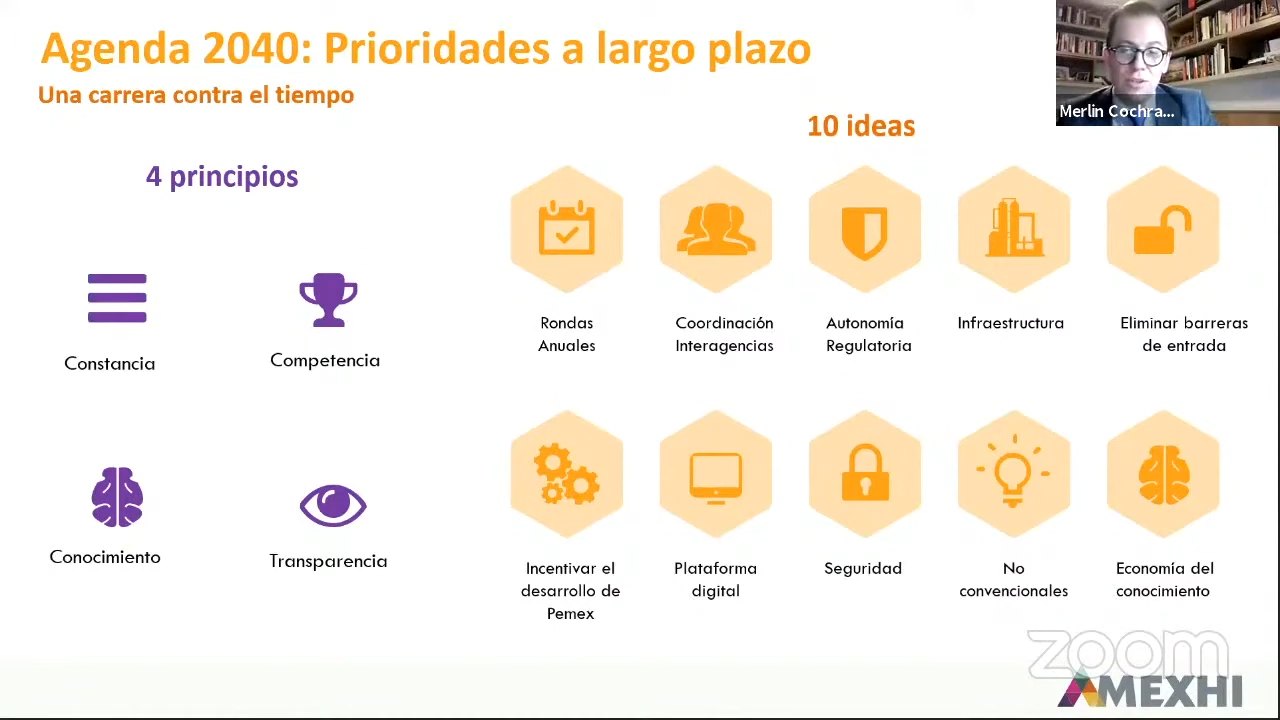 Agenda 2040: Prioridades a largo plazo
Una carrera contra el tiempo
Merlin Cochra...
10 ideas
4 principios
Constancia
Competencia
Conocimiento
Transparencia
Rondas
Anuales
Coordinación
Interagencias
Autonomía
Regulatoria
Infraestructura
Eliminar barreras
de entrada
Incentivar el
desarrollo de
Pemex
Plataforma
digital
Seguridad
No
convencionales
Economía del
conocimiento
zoom
AMEXHI